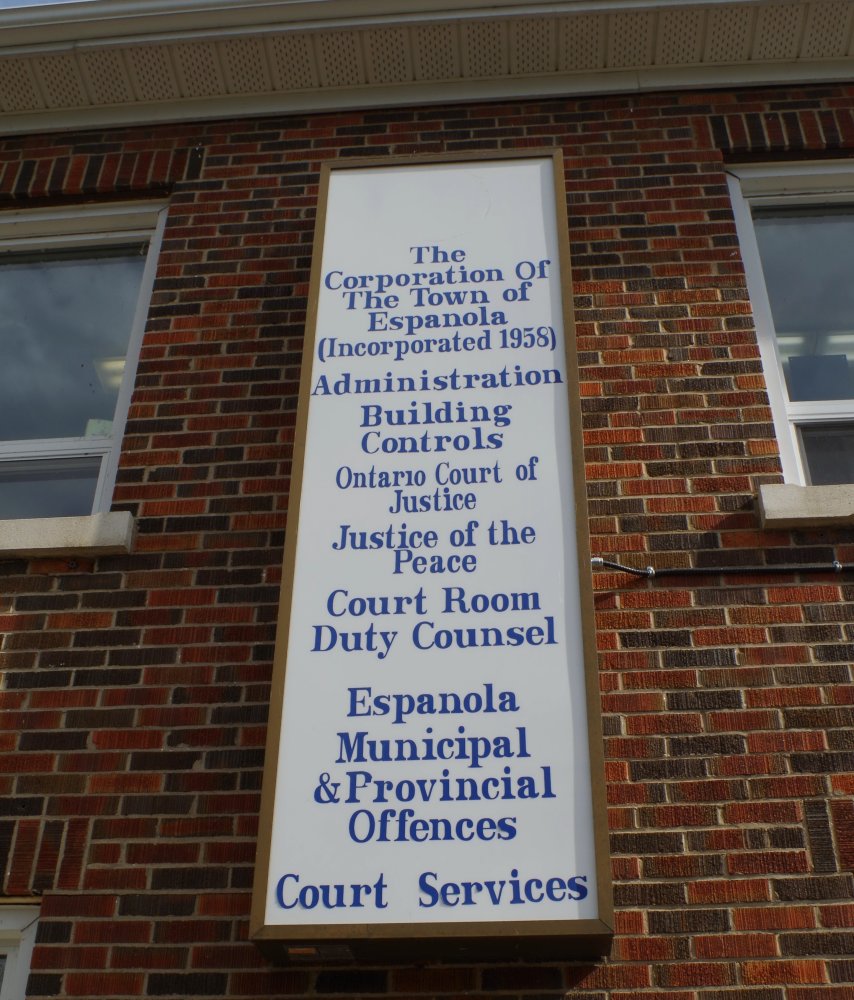 The
Corporation Of
The Town of
Espanola
(Incorporated 1958)
Administration
Building
Controls
Ontario Court of
Justice
Justice of the
Peace
Court Room
Duty Counsel
Espanola
Municipal
&Provincial
Offences
Court Services